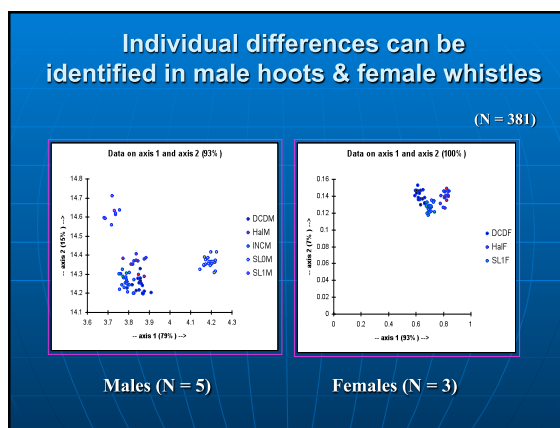 Individual differences can be
identified in male hoots & female whistles
(N = 381)
Data on axis 1 and axis 2 (93% )
14.8
14.7
14.6
14.5
14.4
14.3
14.2
14.1
-- axis 2 (15% ) -->
3.6 3.7 3.8 3.9 4 4.1 4.2 4.3
-- axis 1 (79% ) -->
DCDM
HalM
INCM
SL0M
SL1M
Data on axis 1 and axis 2 (100% )
0.16
0.14
0.12
0.1
0.08
0.06
0.04
0.02
0
-- axis 2 (7% ) -->
0 0.2 0.4 0.6 0.8 1
-- axis 1 (93% ) -->
DCDF
HalF
SL1F
Males (N = 5)
Females (N = 3)